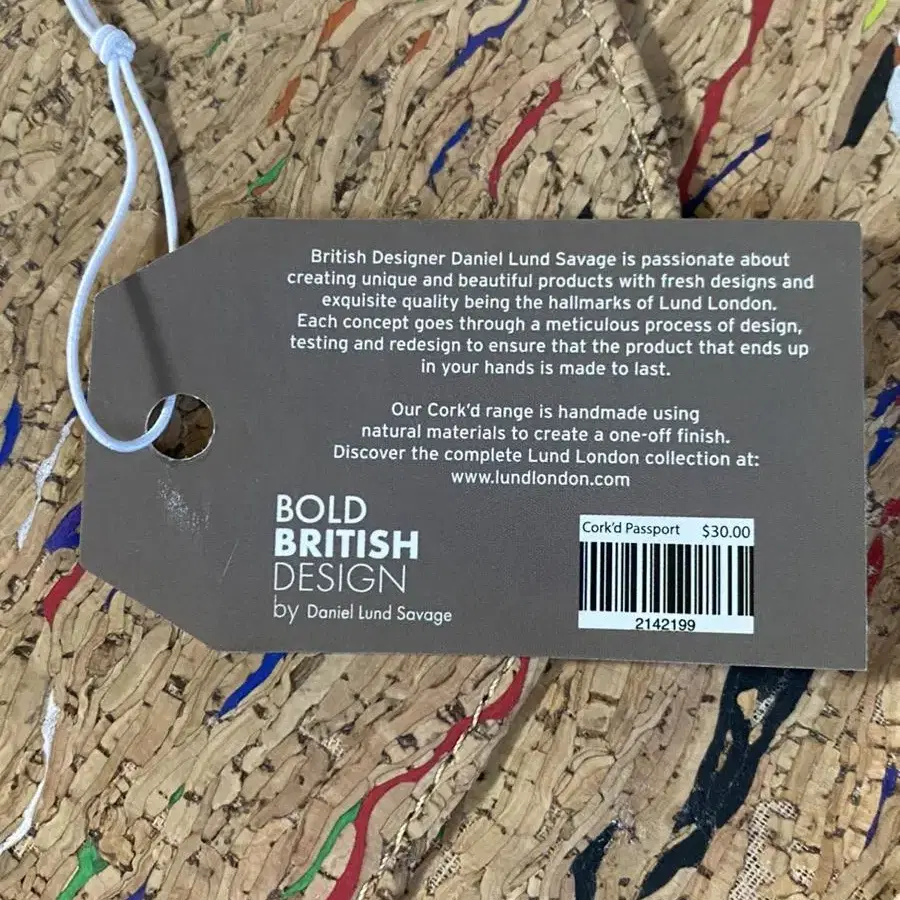 British Designer Daniel Lund Savage is passionate about
creating unique and beautiful products with fresh designs and
exquisite quality being the hallmarks of Lund London.
Each concept goes through a meticulous process of design,
testing and redesign to ensure that the product that ends up
in your hands is made to last.
Our Cork'd range is handmade using
natural materials to create a one-off finish.
Discover the complete Lund London collection at:
www.lundlondon.com
BOLD
BRITISH
DESIGN
by Daniel Lund Savage
Cork'd Passport $30.00
2142199